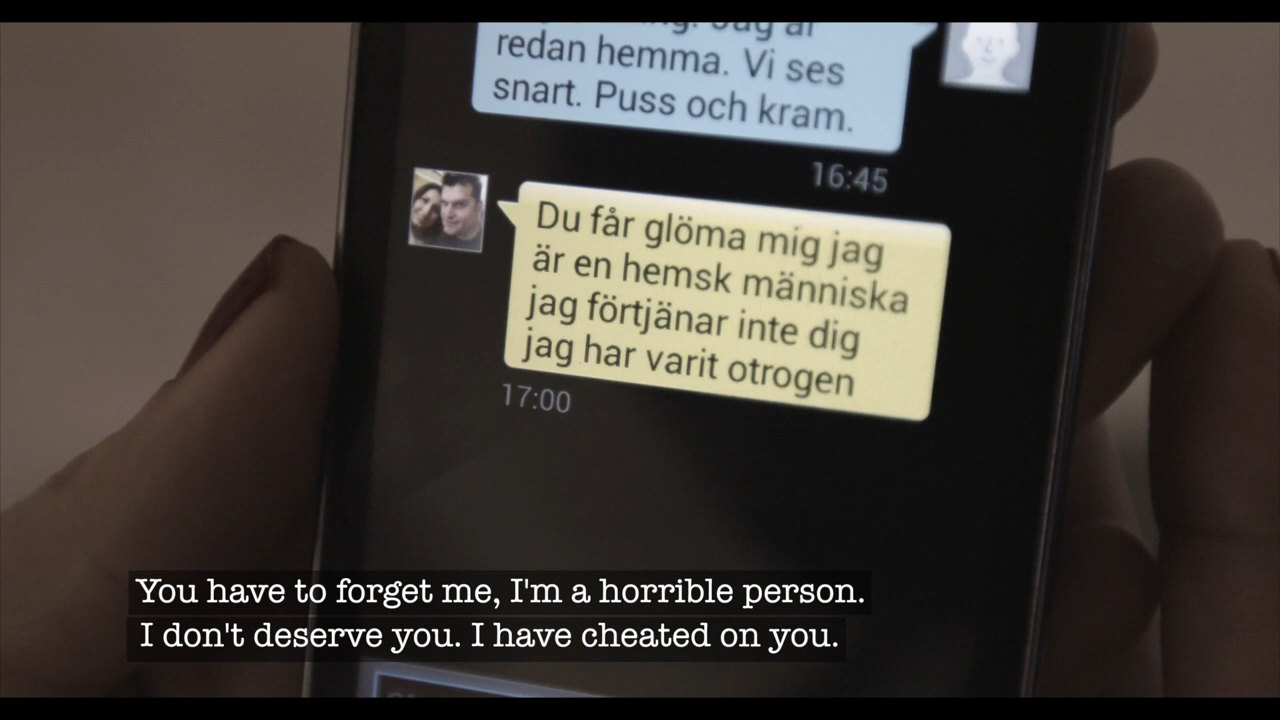 redan hemma. Vi ses
snart. Puss och kram.
16:45
Du får glöma mig jag
är en hemsk människa
jag förtjänar inte dig
jag har varit otrogen
17:00
You have to forget me, I'm a horrible person.
I don't deserve you. I have cheated on you.